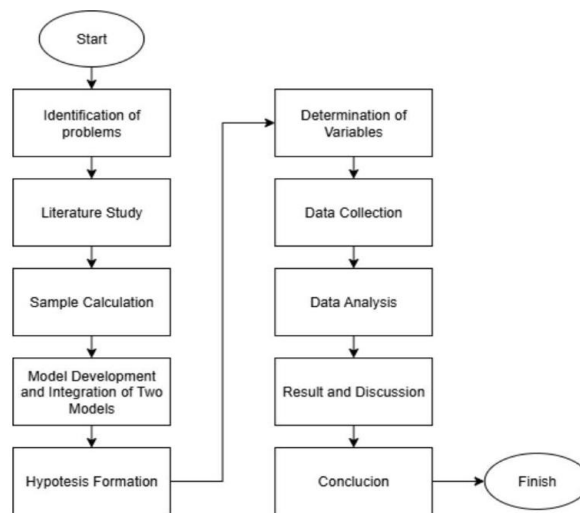 Start
Identification of
problems
Literature Study
Sample Calculation
Model Development
and Integration of Two
Models
Hypotesis Formation
Determination of
Variables
Data Collection
Data Analysis
Result and Discussion
Conclucion
Finish